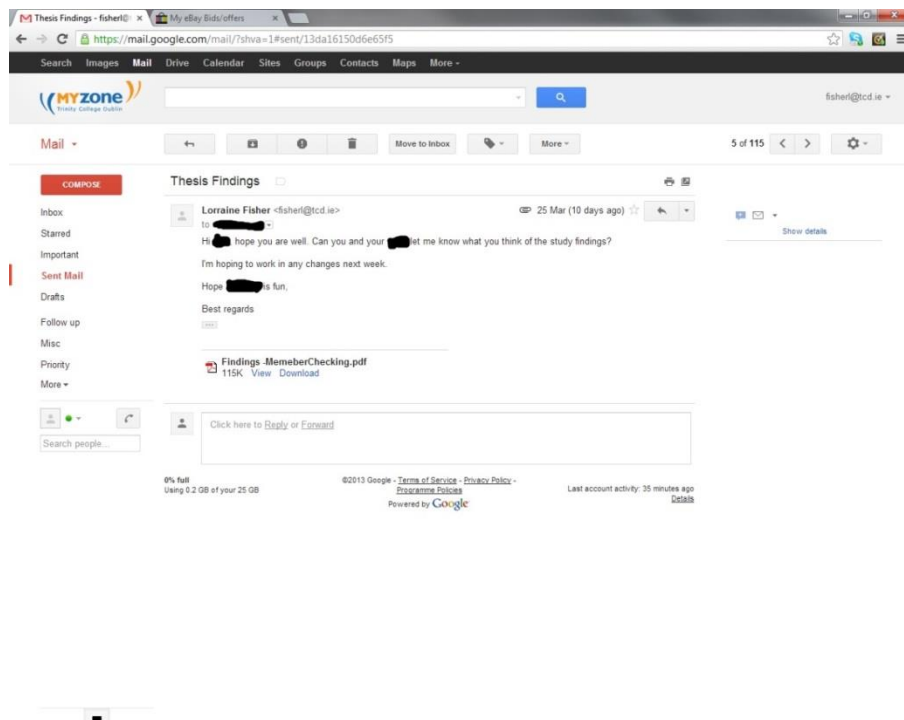 Thesis Findings - fisherl@
My eBay Bids/offers
https://mail.google.com/mail/?shva=1#sent/13da16150d6e65f5
Search Images Mail Drive Calendar Sites Groups Contacts Maps More
MYZONE
Trinity College Dublin
fisherl@tcd.ie
Mail
Move to Inbox
More
5 of 115
COMPOSE
Thesis Findings
Inbox
Starred
Important
Sent Mail
Drafts
Follow up
Misc
Priority
More
Search people...
Lorraine Fisher <fisherl@tcd.ie>
25 Mar (10 days ago)
to
Hi hope you are well. Can you and your let me know what you think of the study findings?
I'm hoping to work in any changes next week.
Hope is fun,
Best regards
Findings -MemeberChecking.pdf
115K View Download
Show details
Click here to Reply or Forward
0% full
Using 0.2 GB of your 25 GB
©2013 Google - Terms of Service - Privacy Policy -
Programme Policies
Powered by Google
Last account activity: 35 minutes ago
Details